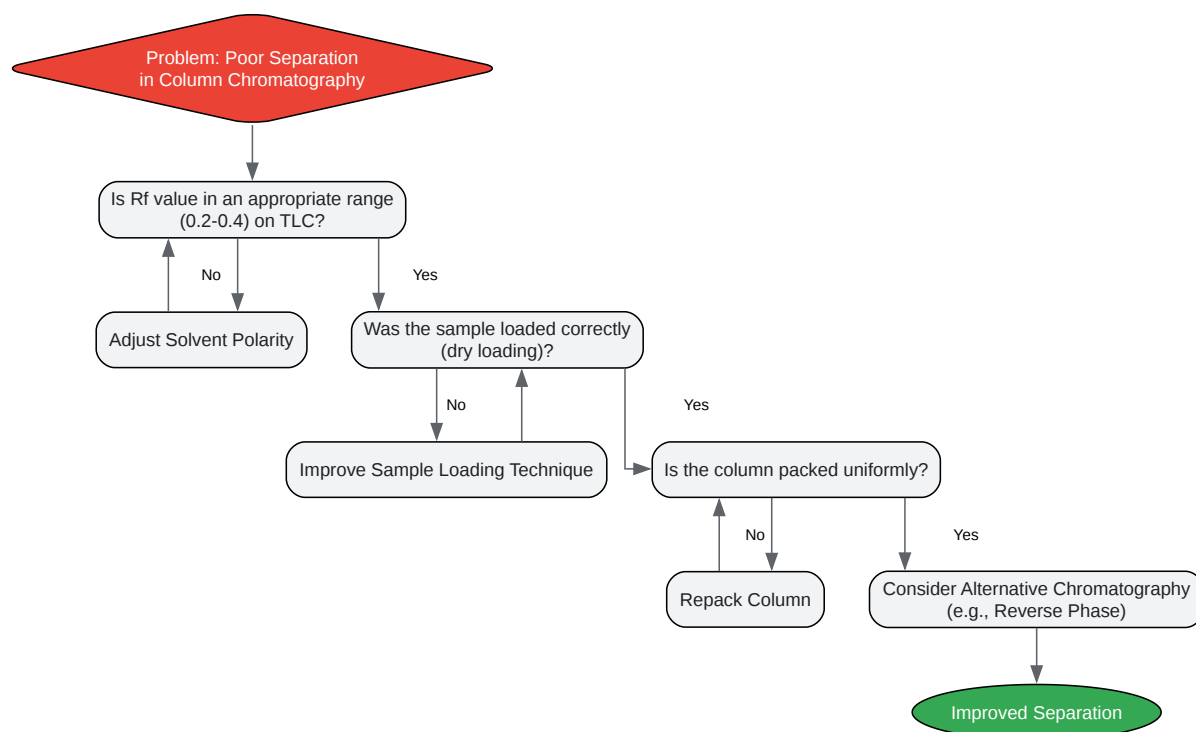 Problem: Poor Separation
in Column Chromatography
Is Rf value in an appropriate range
(0.2-0.4) on TLC?
No
Yes
Adjust Solvent Polarity
Was the sample loaded correctly
(dry loading)?
No
Yes
Improve Sample Loading Technique
Is the column packed uniformly?
No
Yes
Repack Column
Consider Alternative Chromatography
(e.g., Reverse Phase)
Improved Separation